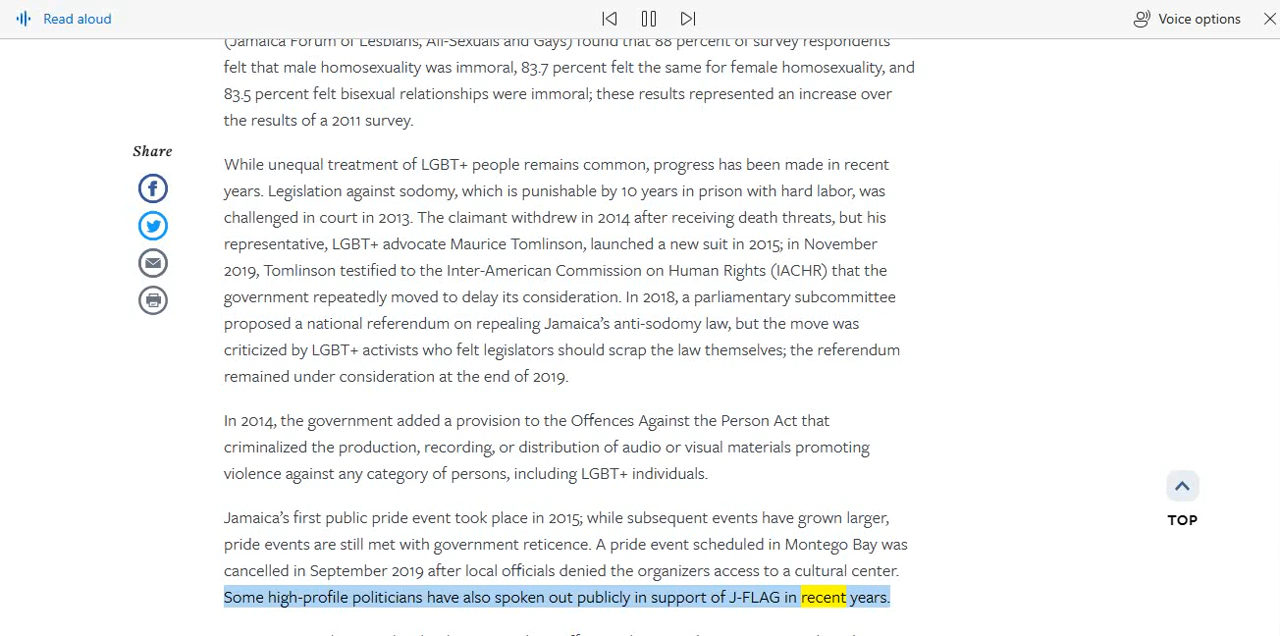 Read aloud
Voice options
(Jamaica Forum of Lesbians, All-Sexuals and Gays) found that 88 percent of survey respondents
felt that male homosexuality was immoral, 83.7 percent felt the same for female homosexuality, and
83.5 percent felt bisexual relationships were immoral; these results represented an increase over
the results of a 2011 survey.
Share
While unequal treatment of LGBT+ people remains common, progress has been made in recent
years. Legislation against sodomy, which is punishable by 10 years in prison with hard labor, was
challenged in court in 2013. The claimant withdrew in 2014 after receiving death threats, but his
representative, LGBT+ advocate Maurice Tomlinson, launched a new suit in 2015; in November
2019, Tomlinson testified to the Inter-American Commission on Human Rights (IACHR) that the
government repeatedly moved to delay its consideration. In 2018, a parliamentary subcommittee
proposed a national referendum on repealing Jamaica’s anti-sodomy law, but the move was
criticized by LGBT+ activists who felt legislators should scrap the law themselves; the referendum
remained under consideration at the end of 2019.
In 2014, the government added a provision to the Offences Against the Person Act that
criminalized the production, recording, or distribution of audio or visual materials promoting
violence against any category of persons, including LGBT+ individuals.
Jamaica’s first public pride event took place in 2015; while subsequent events have grown larger,
pride events are still met with government reticence. A pride event scheduled in Montego Bay was
cancelled in September 2019 after local officials denied the organizers access to a cultural center.
Some high-profile politicians have also spoken out publicly in support of J-FLAG in recent years.
TOP